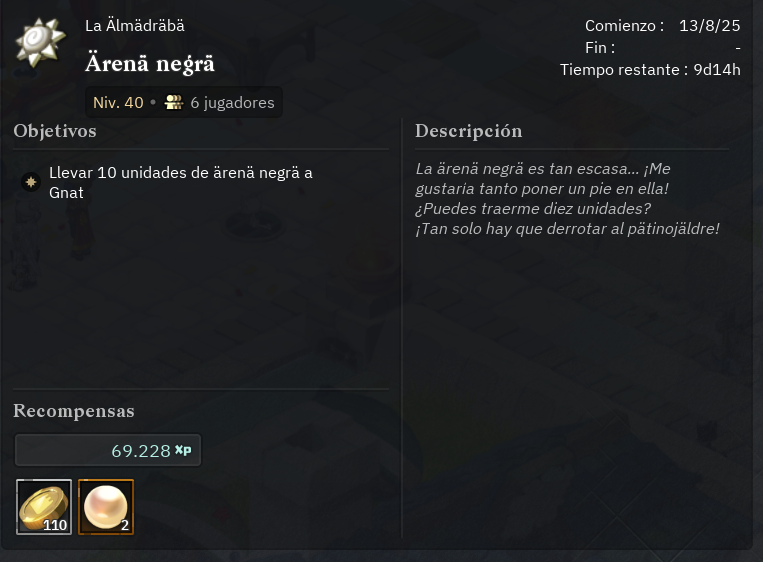 La Älmädräbä
Ärenä negrä
Niv. 40 • 6 jugadores
Comienzo : 13/8/25
Fin : -
Tiempo restante : 9d14h
Objetivos
Llevar 10 unidades de ärenä negrä a
Gnat
Descripción
La ärenä negrä es tan escasa... ¡Me
gustaria tanto poner un pie en ella!
¿Puedes traerme diez unidades?
¡Tan solo hay que derrotar al pätinojäldre!
Recompensas
69.228 XP
110
2